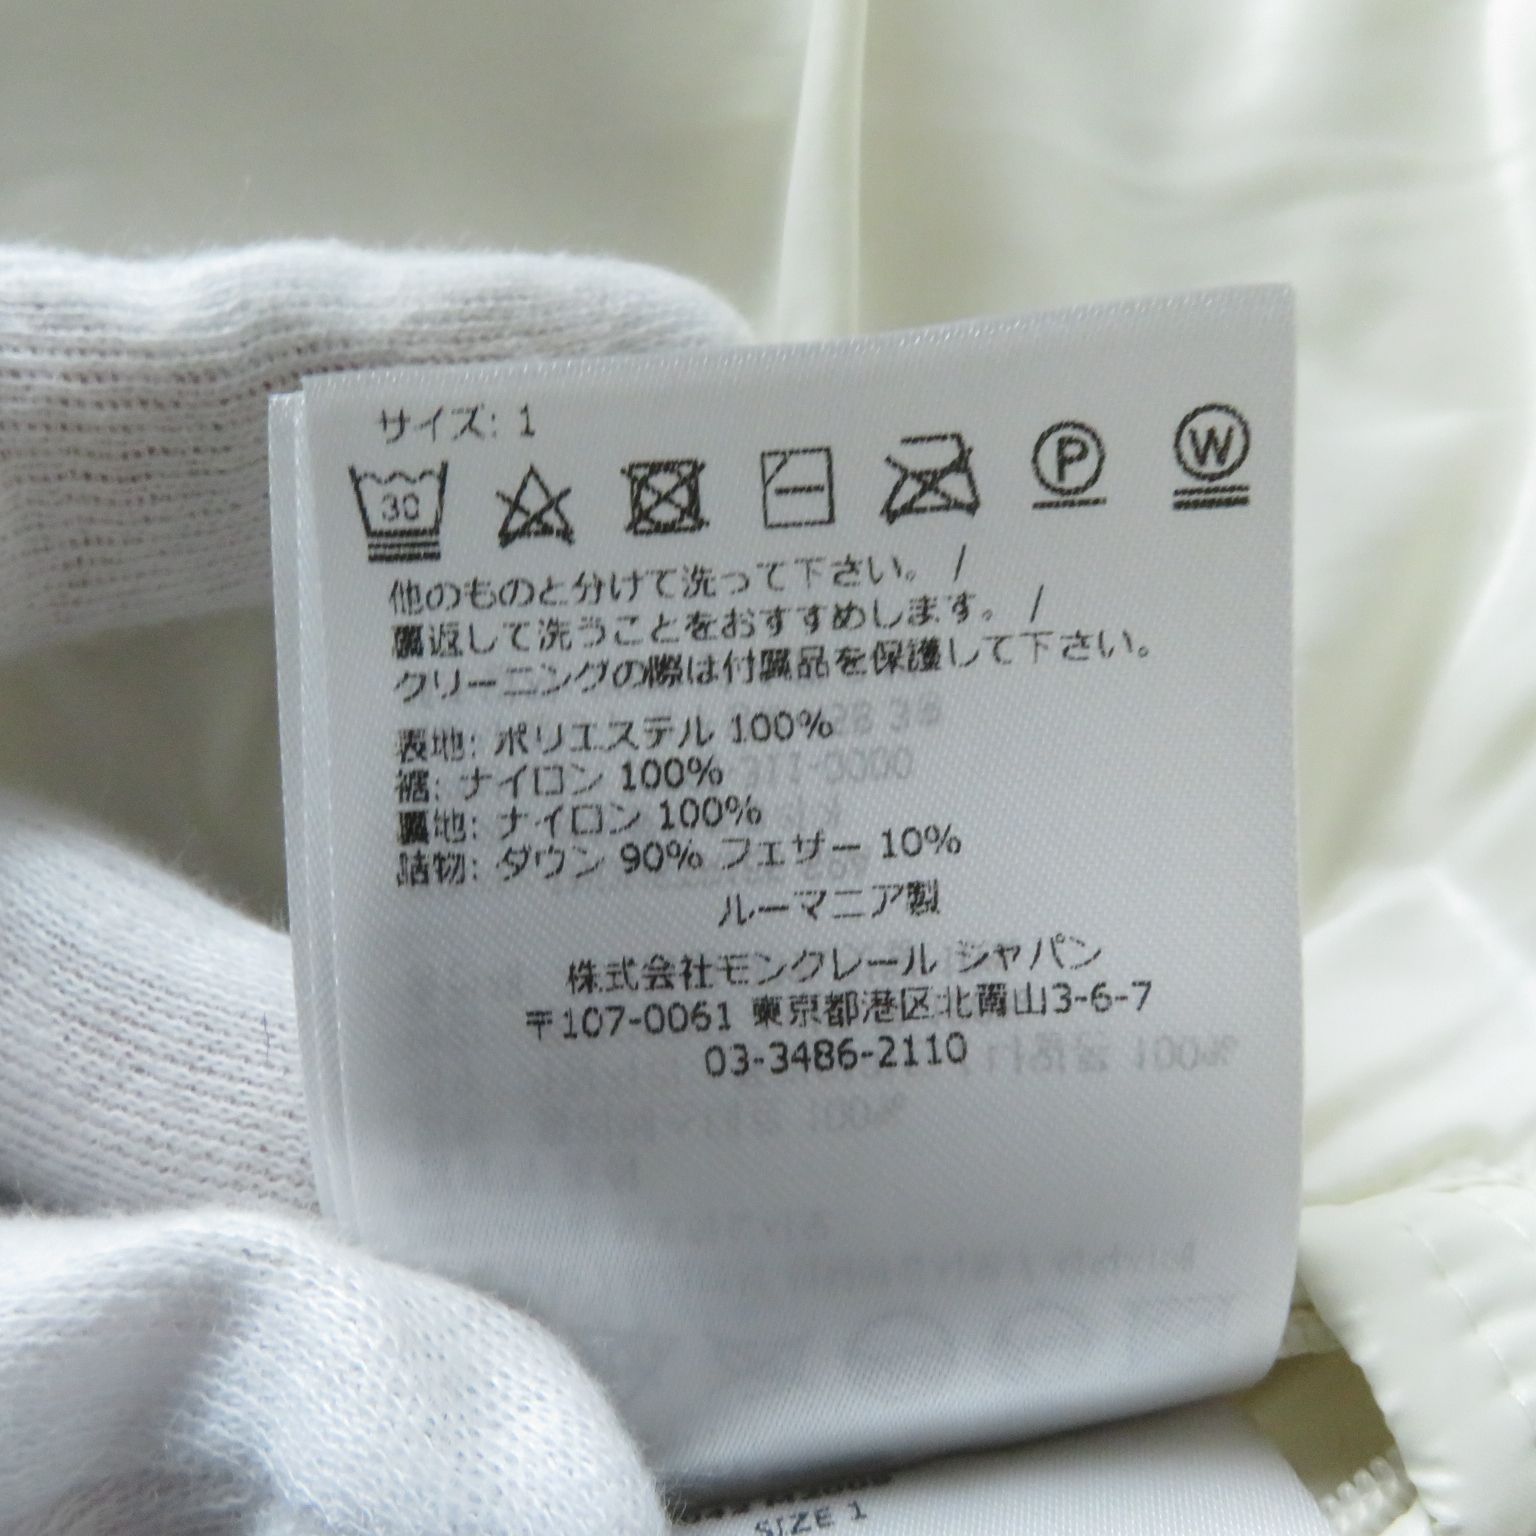 サイズ: 1
30 P W
他のものと分けて洗って下さい。 /
裏返して洗うことをおすすめします。 /
クリーニングの際は付属品を保護して下さい。
表地: ポリエステル 100%
裾: ナイロン 100%
裏地: ナイロン 100%
詰物: ダウン 90% フェザー 10%
ルーマニア製
株式会社モンクレール ジャパン
〒107-0061 東京都港区北青山3-6-7
03-3486-2110
SIZE 1